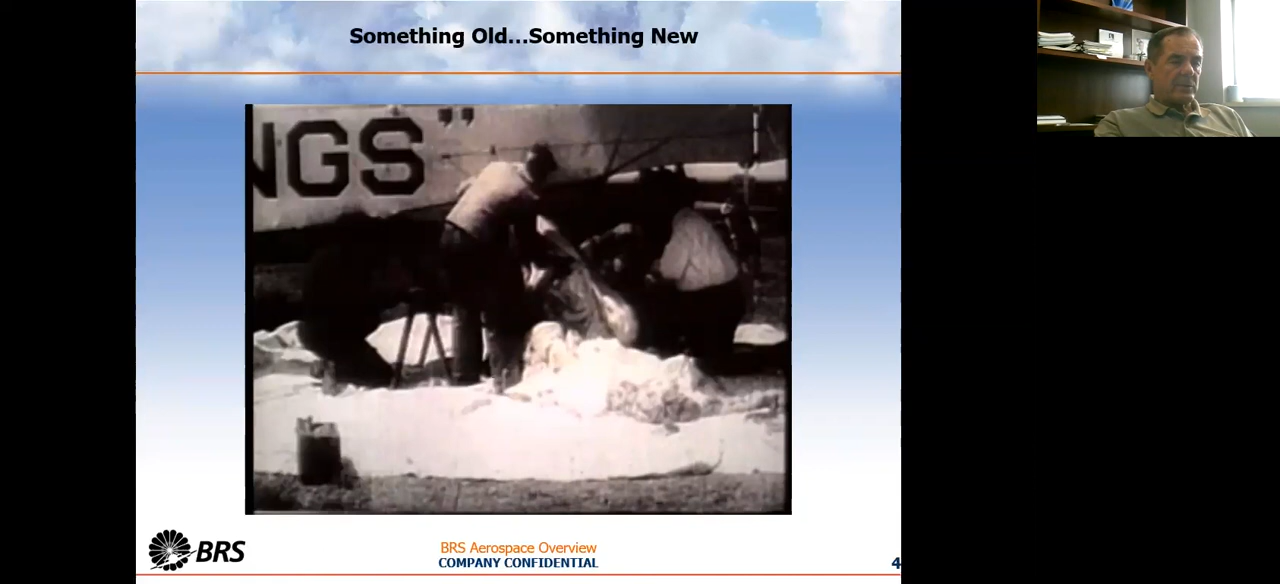 Something Old...Something New
NGS"
BRS
BRS Aerospace Overview
COMPANY CONFIDENTIAL
4